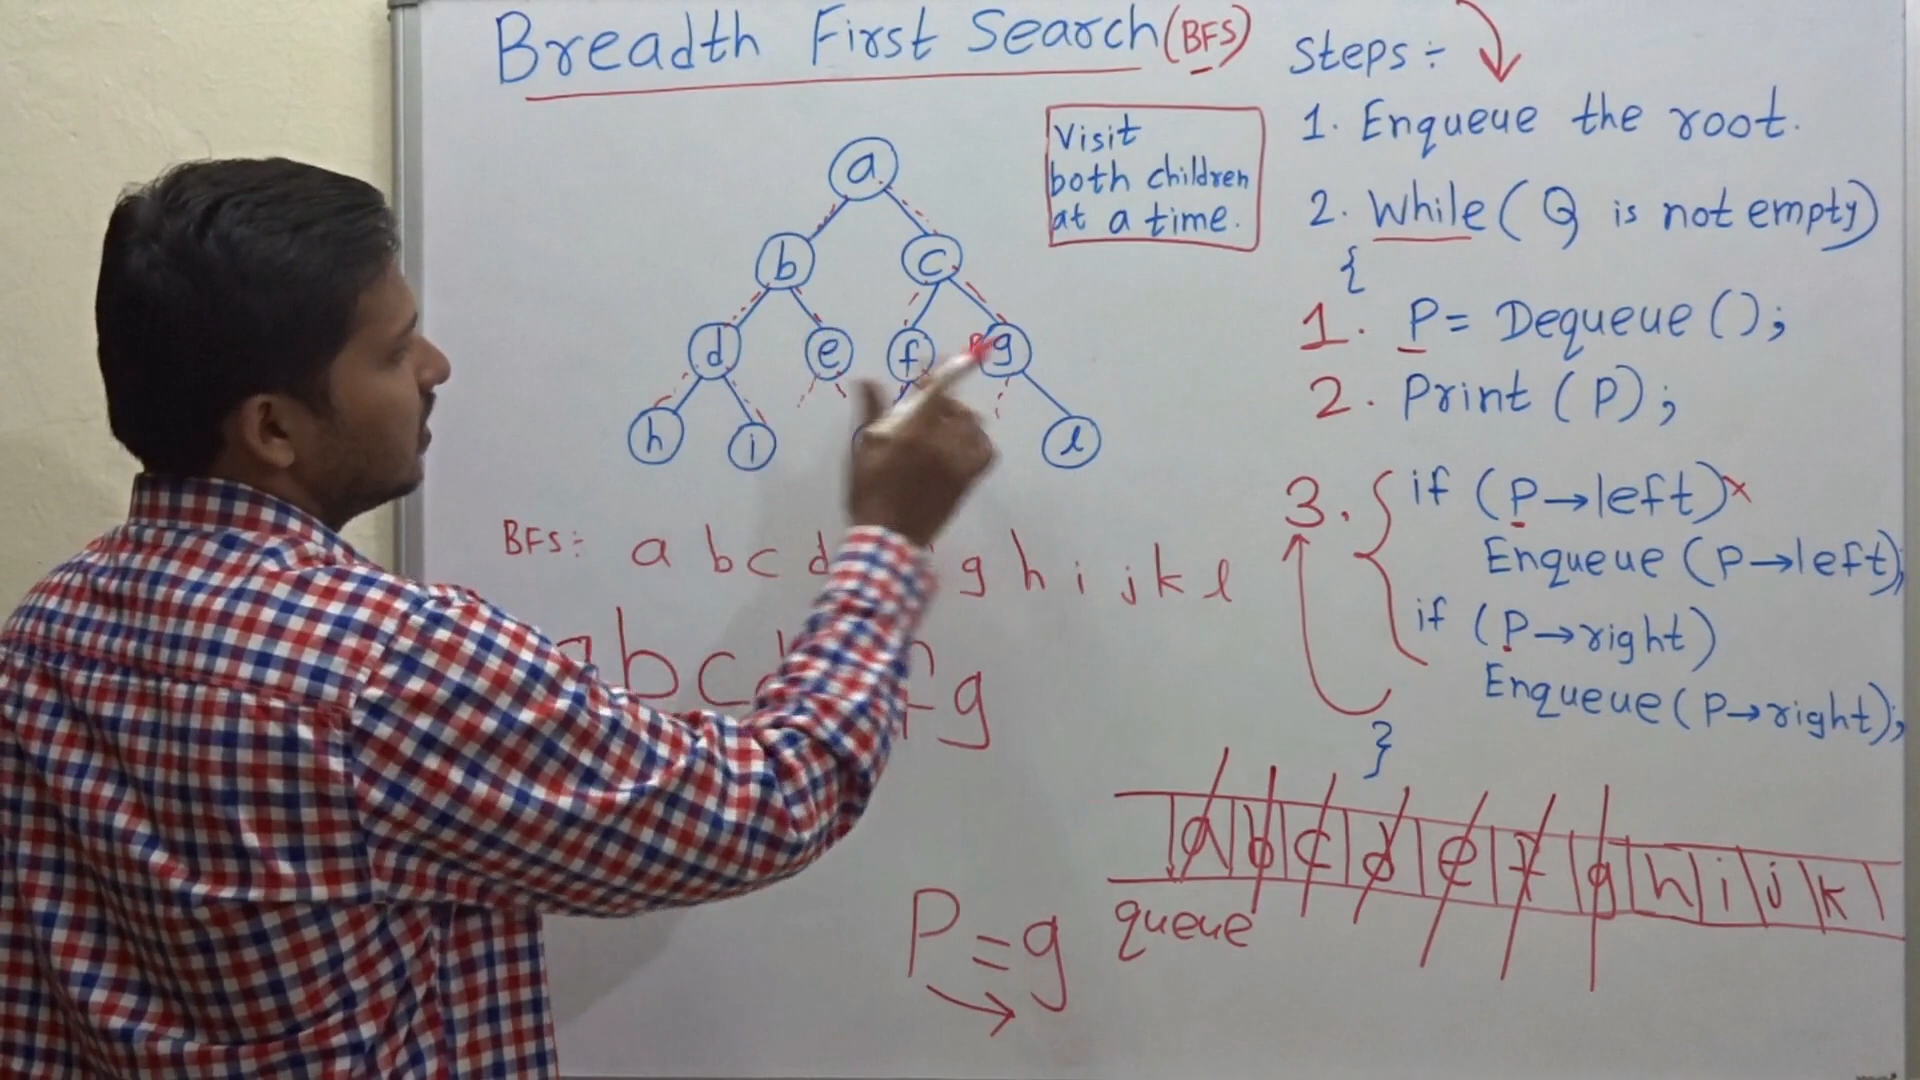 Breadth First Search (BFS)
Visit
both children
at a time.
a
b c
d e f g
h i l
BFS:- a b c d g h i j k l
b c f g
P = g
Steps :-
1. Enqueue the root.
2. While ( Q is not empty)
{
1. P = Dequeue ();
2. Print (P);
3. if (P→left) x
Enqueue (P→left);
if (P→right)
Enqueue (P→right);
}
a b c d e f g h i j k
queue